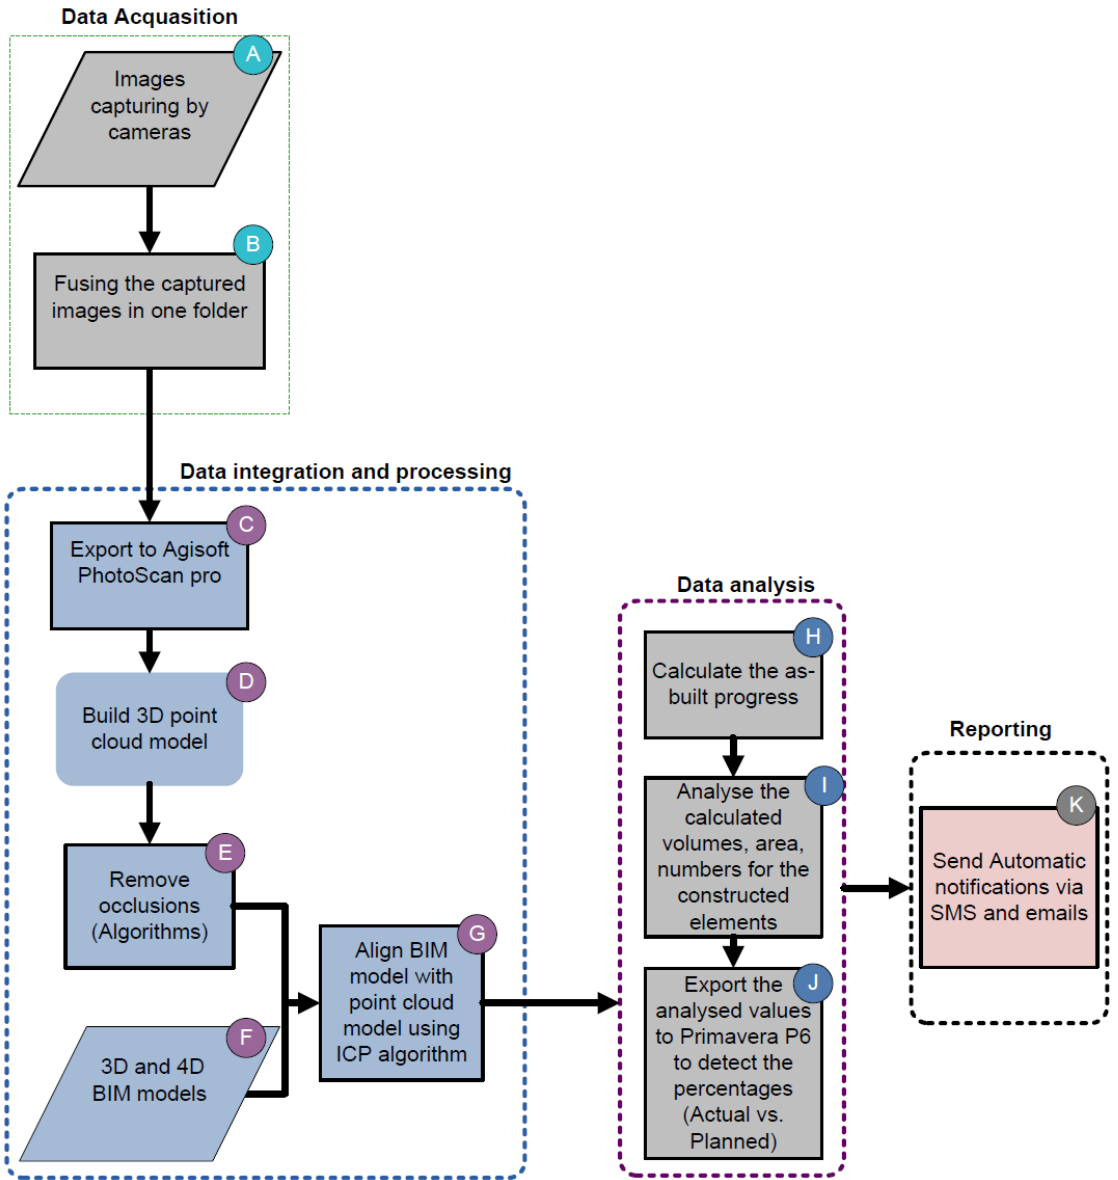 Data Acquasition
A
Images
capturing by
cameras
B
Fusing the captured
images in one folder
Data integration and processing
C
Export to Agisoft
PhotoScan pro
D
Build 3D point
cloud model
E
Remove
occlusions
(Algorithms)
F
3D and 4D
BIM models
G
Align BIM
model with
point cloud
model using
ICP algorithm
Data analysis
H
Calculate the as-
built progress
I
Analyse the
calculated
volumes, area,
numbers for the
constructed
elements
J
Export the
analysed values
to Primavera P6
to detect the
percentages
(Actual vs.
Planned)
Reporting
K
Send Automatic
notifications via
SMS and emails